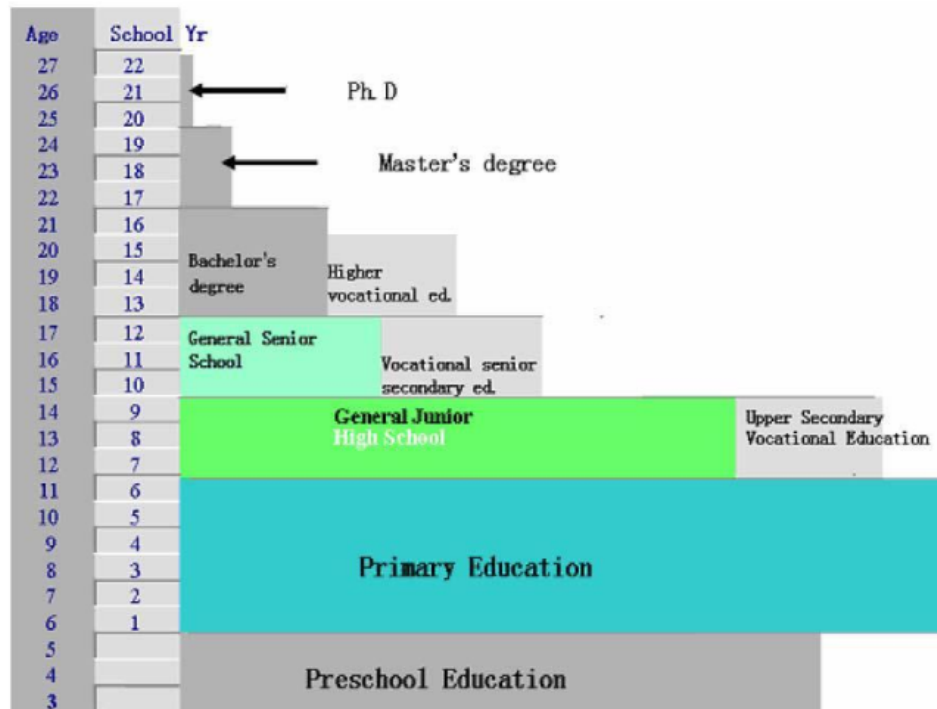 Age School Yr
27 22
26 21 Ph.D
25 20
24 19
23 18 Master's degree
22 17
21 16
20 15
19 14
18 13
Bachelor's
degree
Higher
vocational ed.
17 12
16 11
15 10
General Senior
School
Vocational senior
secondary ed.
14 9
13 8
12 7
General Junior
High School
Upper Secondary
Vocational Education
11 6
10 5
9 4
8 3
7 2
6 1
Primary Education
5
4
3
Preschool Education